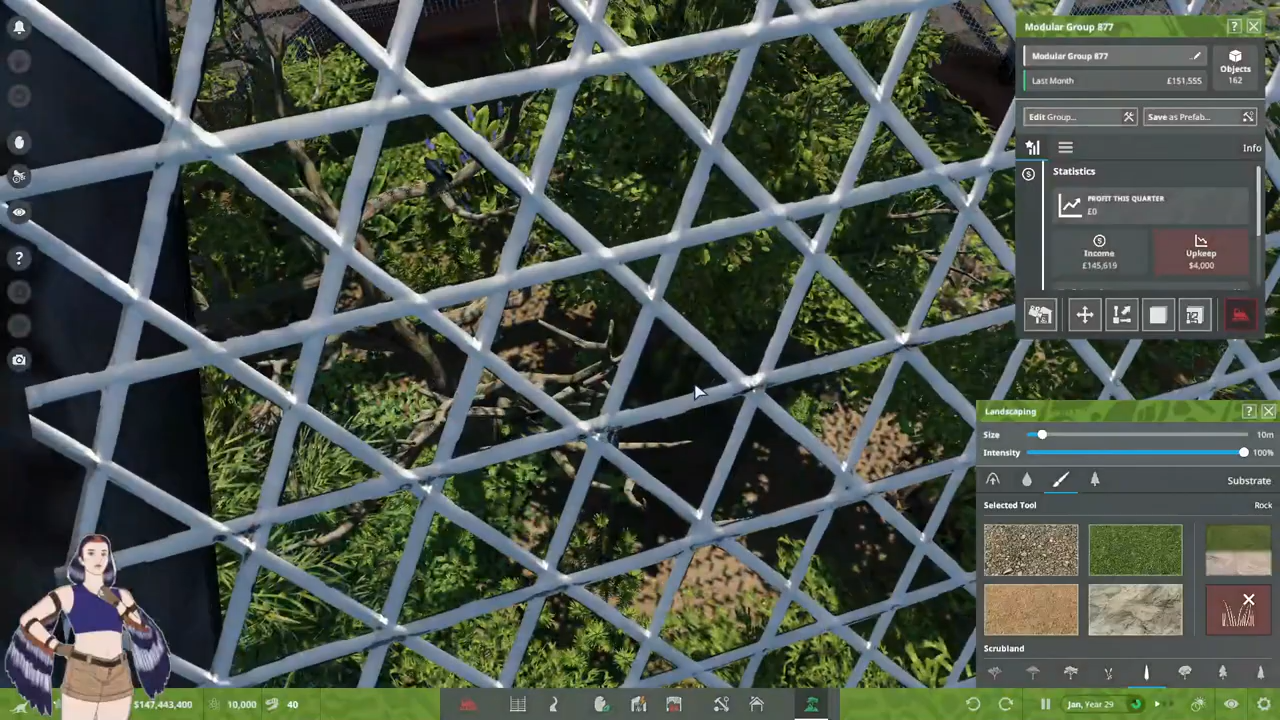 Modular Group 877
?
Modular Group 877
Last Month £151,555
Objects
162
Edit Group...
Save as Prefab...
Info
Statistics
PROFIT THIS QUARTER
£0
Income
£145,619
Upkeep
$4,000
Landscaping
?
Size 10m
Intensity 100%
Substrate
Selected Tool Rock
Scrubland
?
$147,443,400
10,000
40
Jan, Year 29